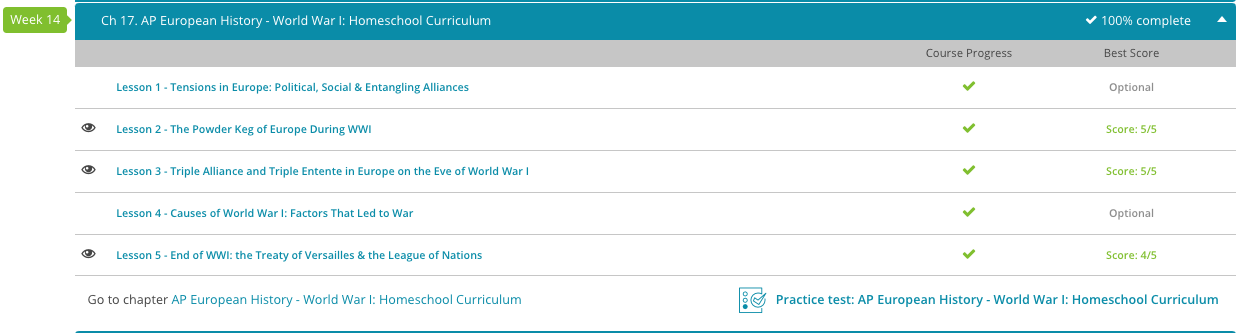 Week 14
Ch 17. AP European History - World War I: Homeschool Curriculum 100% complete
Course Progress Best Score
Lesson 1 - Tensions in Europe: Political, Social & Entangling Alliances Optional
Lesson 2 - The Powder Keg of Europe During WWI Score: 5/5
Lesson 3 - Triple Alliance and Triple Entente in Europe on the Eve of World War I Score: 5/5
Lesson 4 - Causes of World War I: Factors That Led to War Optional
Lesson 5 - End of WWI: the Treaty of Versailles & the League of Nations Score: 4/5
Go to chapter AP European History - World War I: Homeschool Curriculum Practice test: AP European History - World War I: Homeschool Curriculum